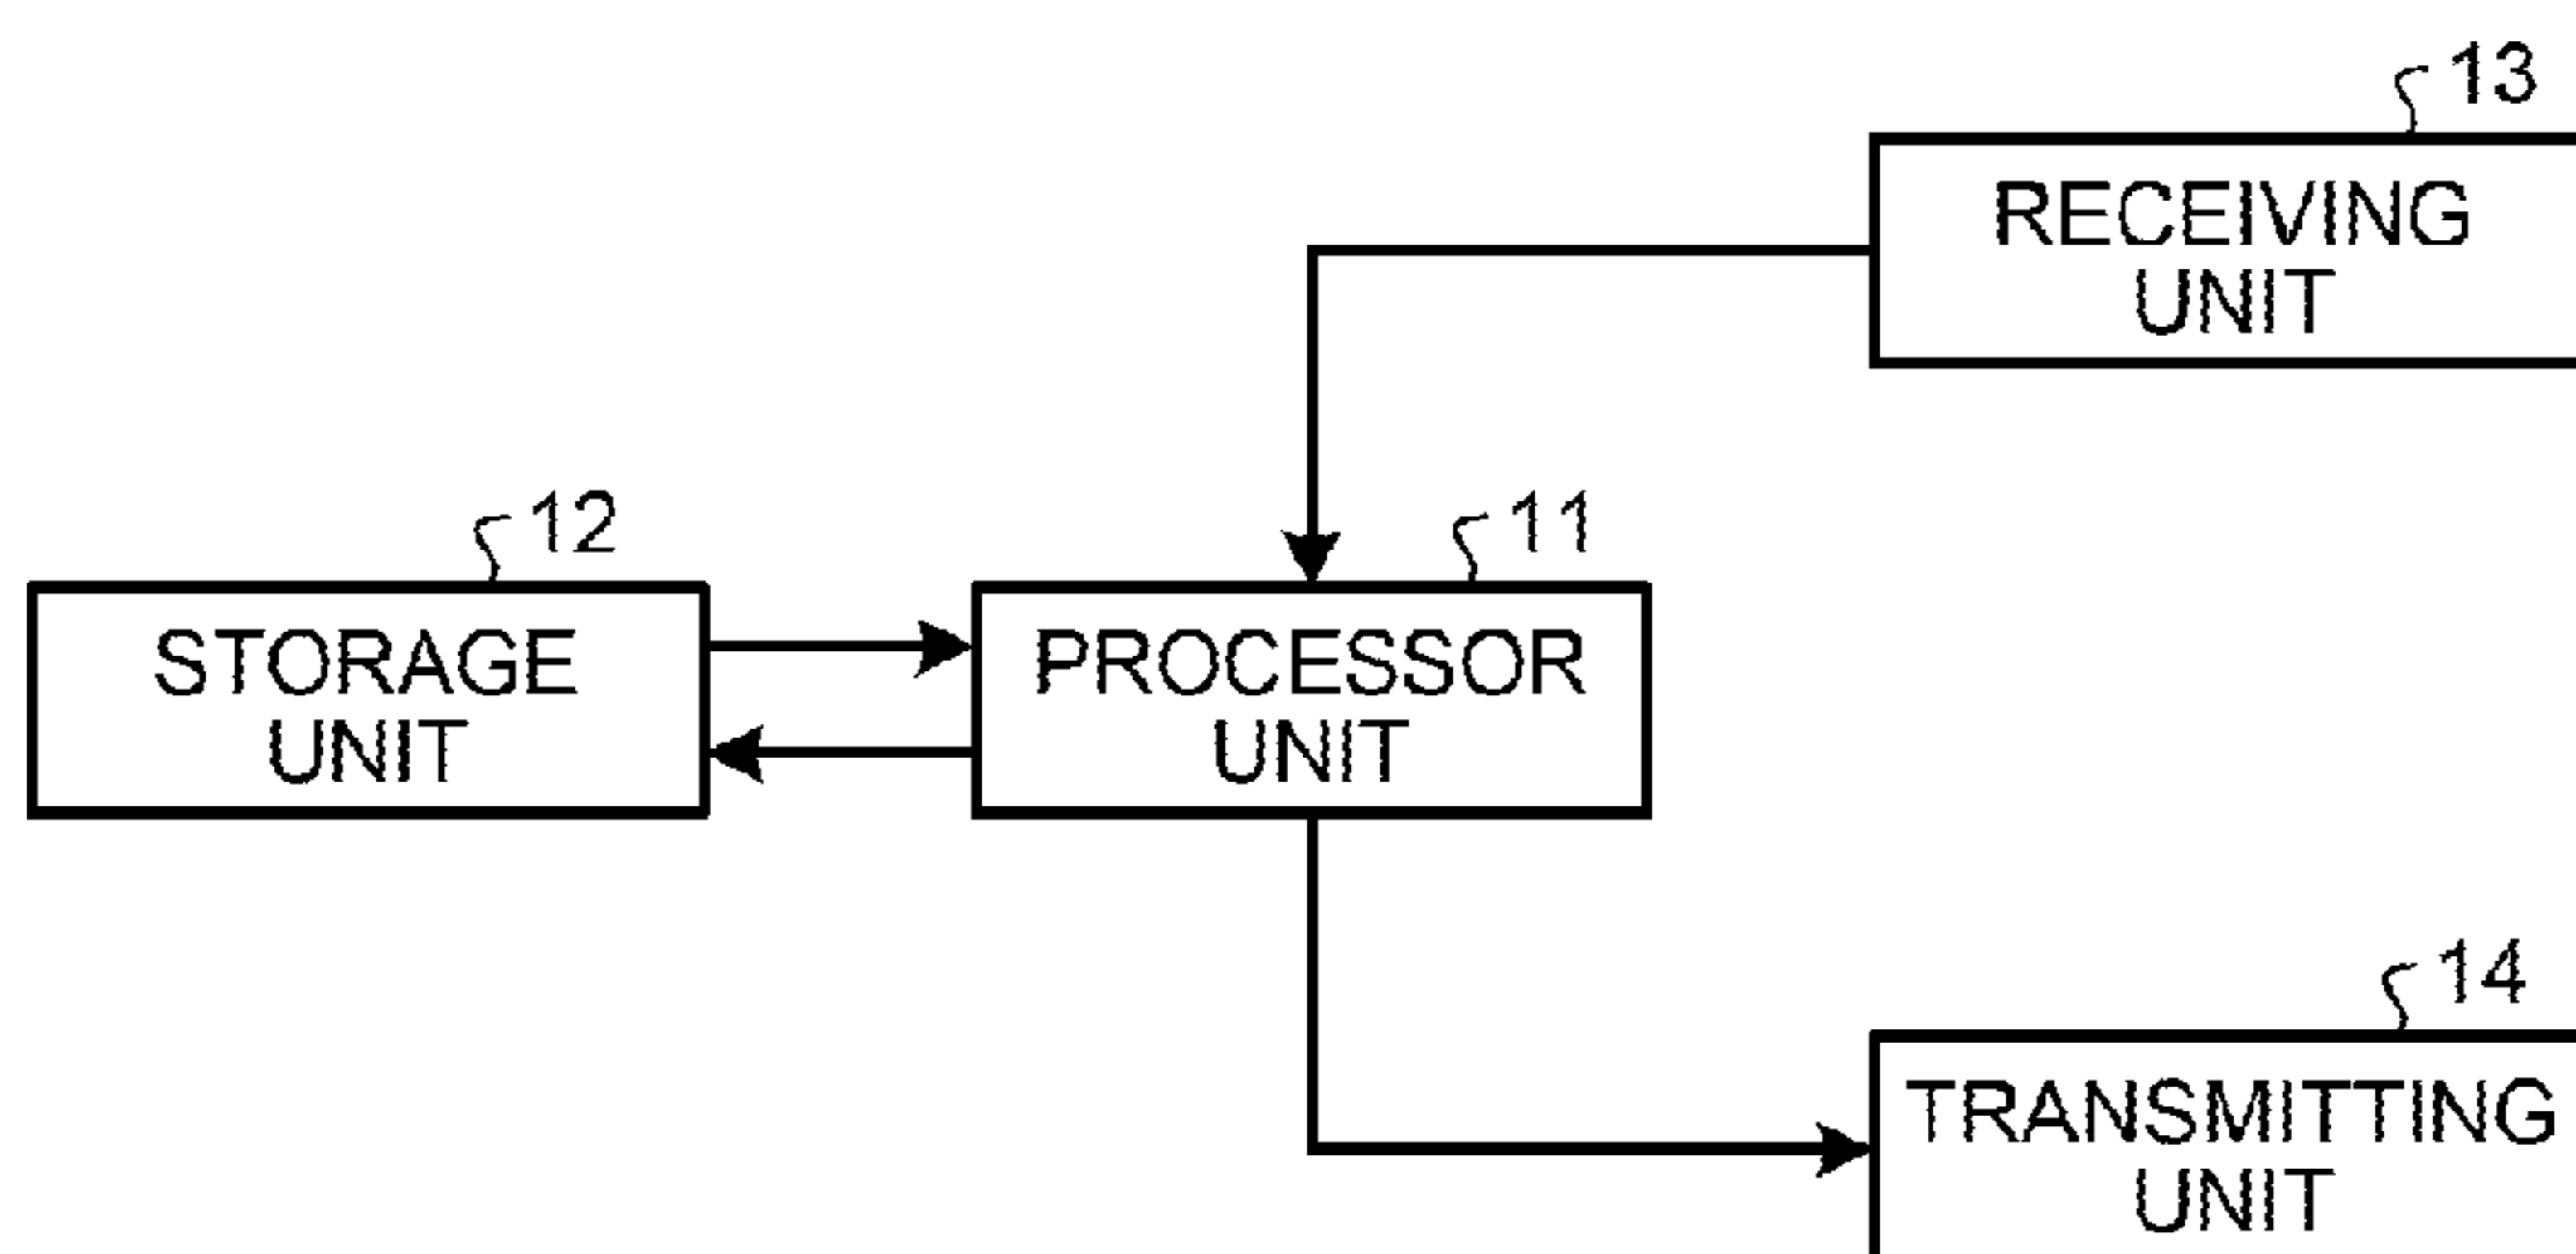 13
RECEIVING
UNIT
12
11
STORAGE
UNIT
PROCESSOR
UNIT
14
TRANSMITTING
UNIT